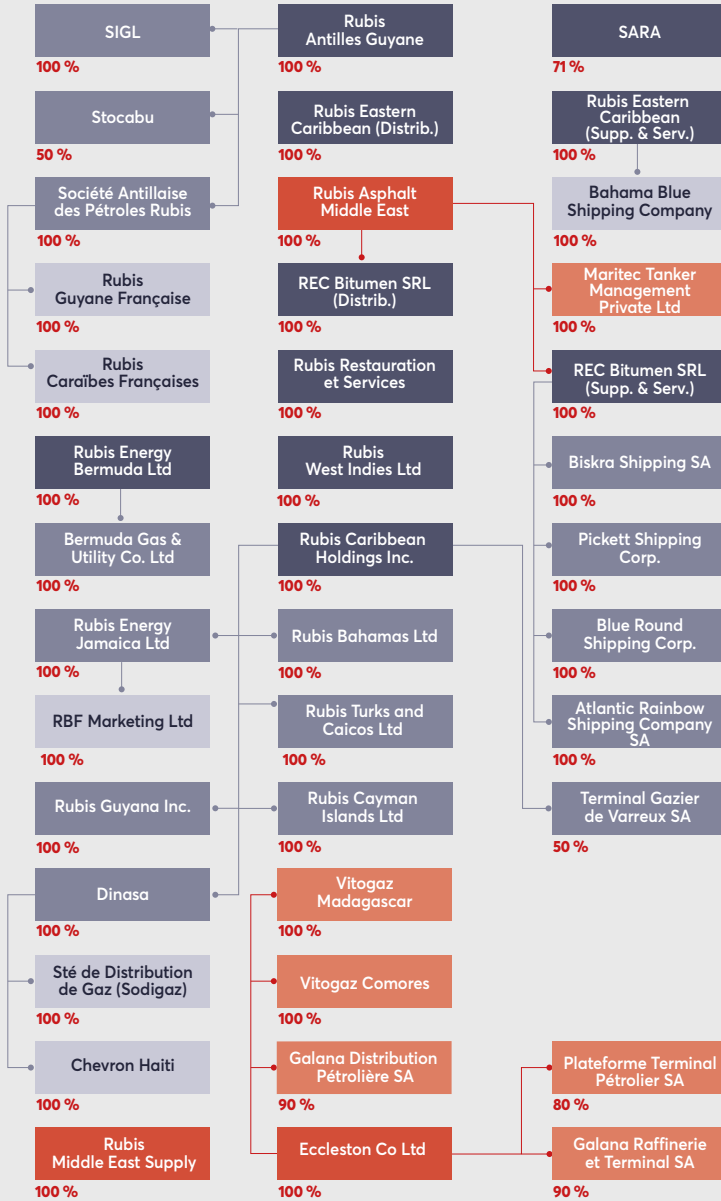 SIGL
100 %
Rubis
Antilles Guyane
100 %
SARA
71 %
Stocabu
50 %
Rubis Eastern
Caribbean (Distrib.)
100 %
Rubis Eastern
Caribbean
(Supp. & Serv.)
100 %
Société Antillaise
des Pétroles Rubis
100 %
Rubis Asphalt
Middle East
100 %
Bahama Blue
Shipping Company
100 %
Rubis
Guyane Française
100 %
REC Bitumen SRL
(Distrib.)
100 %
Maritec Tanker
Management
Private Ltd
100 %
Rubis
Caraïbes Françaises
100 %
Rubis Restauration
et Services
100 %
REC Bitumen SRL
(Supp. & Serv.)
100 %
Rubis Energy
Bermuda Ltd
100 %
Rubis
West Indies Ltd
100 %
Biskra Shipping SA
100 %
Bermuda Gas &
Utility Co. Ltd
100 %
Rubis Caribbean
Holdings Inc.
100 %
Pickett Shipping
Corp.
100 %
Rubis Energy
Jamaica Ltd
100 %
Rubis Bahamas Ltd
100 %
Blue Round
Shipping Corp.
100 %
RBF Marketing Ltd
100 %
Rubis Turks and
Caicos Ltd
100 %
Atlantic Rainbow
Shipping Company
SA
100 %
Rubis Guyana Inc.
100 %
Rubis Cayman
Islands Ltd
100 %
Terminal Gazier
de Varreux SA
50 %
Dinasa
100 %
Vitogaz
Madagascar
100 %
Sté de Distribution
de Gaz (Sodigaz)
100 %
Vitogaz Comores
100 %
Chevron Haiti
100 %
Galana Distribution
Pétrolière SA
90 %
Plateforme Terminal
Pétrolier SA
80 %
Rubis
Middle East Supply
100 %
Eccleston Co Ltd
100 %
Galana Raffinerie
et Terminal SA
90 %